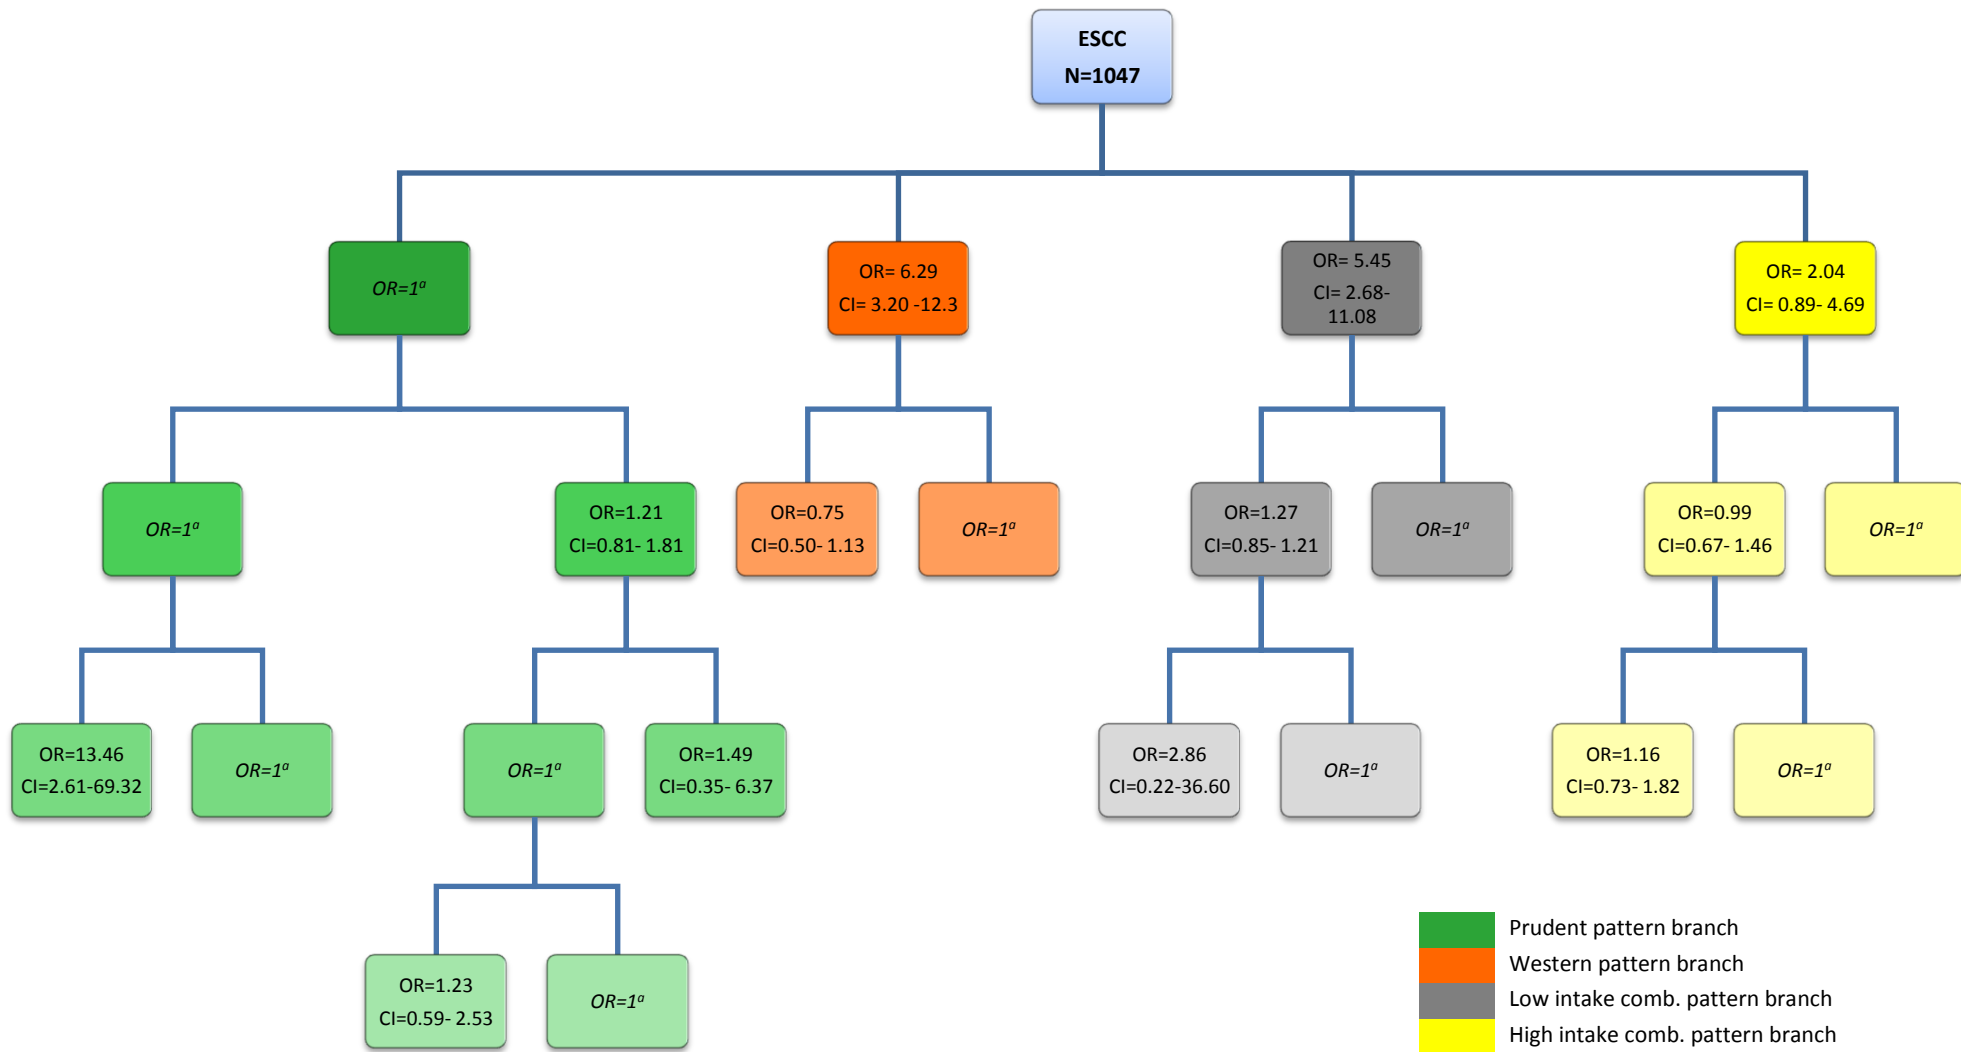 ESCC
N=1047
OR=1ª
OR= 6.29
CI= 3.20 -12.3
OR= 5.45
CI= 2.68-
11.08
OR= 2.04
CI= 0.89- 4.69
OR=1ª
OR=1.21
CI=0.81- 1.81
OR=0.75
CI=0.50- 1.13
OR=1ª
OR=1.27
CI=0.85- 1.21
OR=1ª
OR=0.99
CI=0.67- 1.46
OR=1ª
OR=13.46
CI=2.61-69.32
OR=1ª
OR=1ª
OR=1.49
CI=0.35- 6.37
OR=2.86
CI=0.22-36.60
OR=1ª
OR=1.16
CI=0.73- 1.82
OR=1ª
OR=1.23
CI=0.59- 2.53
OR=1ª
Prudent pattern branch
Western pattern branch
Low intake comb. pattern branch
High intake comb. pattern branch